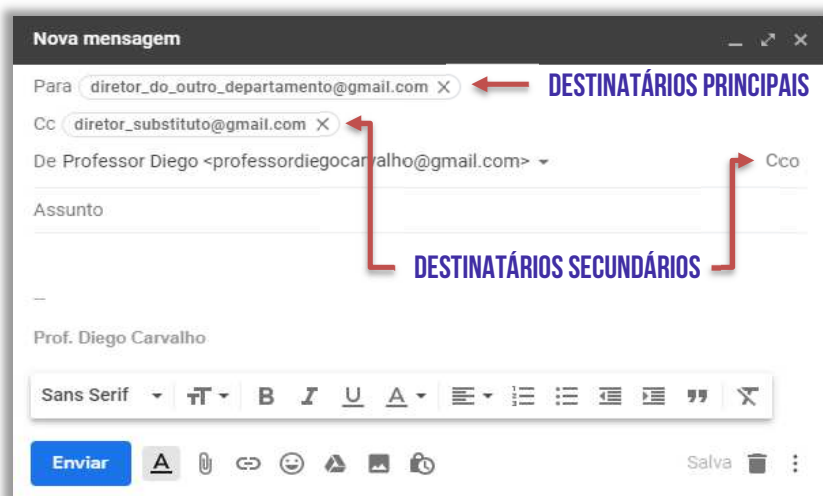 Nova mensagem
Para diretor_do_outro_departamento@gmail.com DESTINATÁRIOS PRINCIPAIS
Cc diretor_substituto@gmail.com
De Professor Diego <professordiegocarvalho@gmail.com> Cco
Assunto
DESTINATÁRIOS SECUNDÁRIOS
--
Prof. Diego Carvalho
Sans Serif B I U A
Enviar A Salva